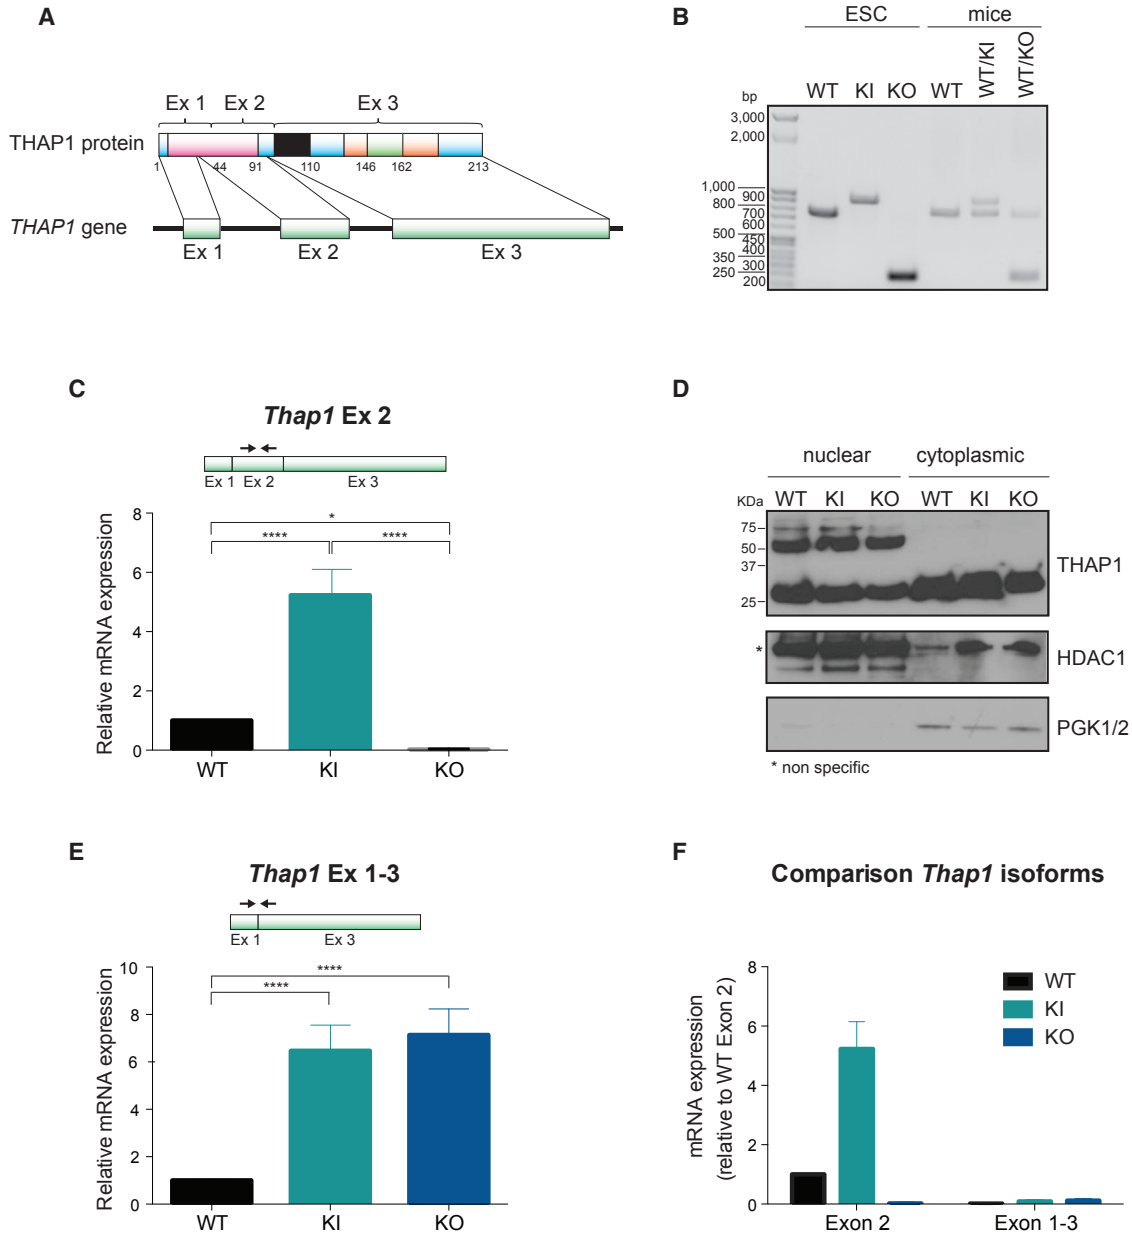 A
Ex 1 Ex 2 Ex 3
THAP1 protein
1 44 91 110 146 162 213
THAP1 gene
Ex 1 Ex 2 Ex 3
B
ESC mice
WT KI KO WT WT/KI WT/KO
bp
3,000
2,000
1,000
900
800
700
600
500
450
400
350
300
250
200
C
Thap1 Ex 2
Ex 1 Ex 2 Ex 3
Relative mRNA expression
8
6
4
2
0
*
**** ****
WT KI KO
D
nuclear cytoplasmic
KDa WT KI KO WT KI KO
75
50
37
25
THAP1
* HDAC1
PGK1/2
* non specific
E
Thap1 Ex 1-3
Ex 1 Ex 3
Relative mRNA expression
10
8
6
4
2
0
****
****
WT KI KO
F
Comparison Thap1 isoforms
mRNA expression
(relative to WT Exon 2)
8
6
4
2
0
WT
KI
KO
Exon 2 Exon 1-3